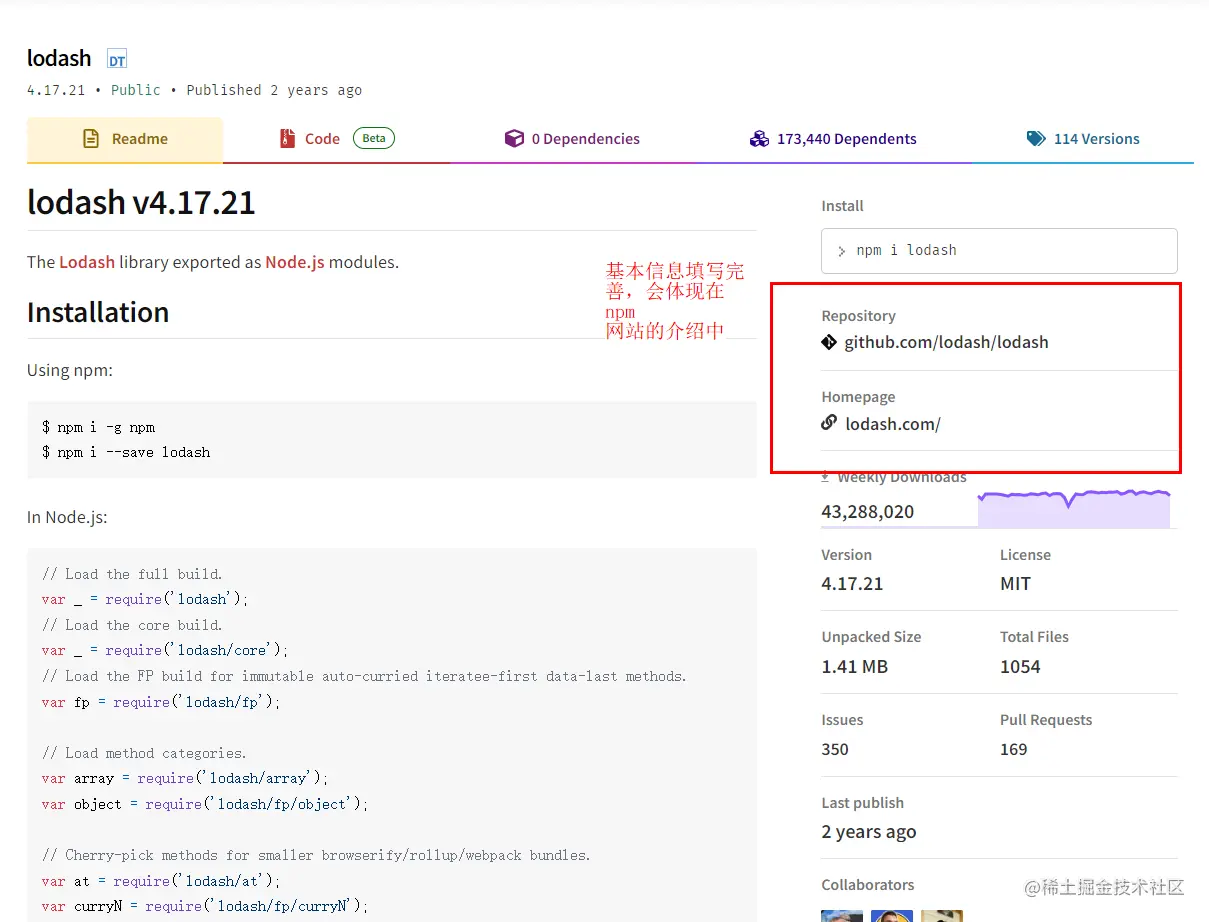 lodash DT
4.17.21 • Public • Published 2 years ago
Readme
Code Beta
0 Dependencies
173,440 Dependents
114 Versions
lodash v4.17.21
The Lodash library exported as Node.js modules.
Installation
Using npm:
$ npm i -g npm
$ npm i --save lodash
In Node.js:
// Load the full build.
var _ = require('lodash');
// Load the core build.
var _ = require('lodash/core');
// Load the FP build for immutable auto-curried iteratee-first data-last methods.
var fp = require('lodash/fp');
// Load method categories.
var array = require('lodash/array');
var object = require('lodash/fp/object');
// Cherry-pick methods for smaller browserify/rollup/webpack bundles.
var at = require('lodash/at');
var curryN = require('lodash/fp/curryN');
基本信息填写完
善，会体现在
npm
网站的介绍中
Install
> npm i lodash
Repository
github.com/lodash/lodash
Homepage
lodash.com/
Weekly Downloads
43,288,020
Version
License
4.17.21
MIT
Unpacked Size
Total Files
1.41 MB
1054
Issues
Pull Requests
350
169
Last publish
2 years ago
Collaborators
@稀土掘金技术社区